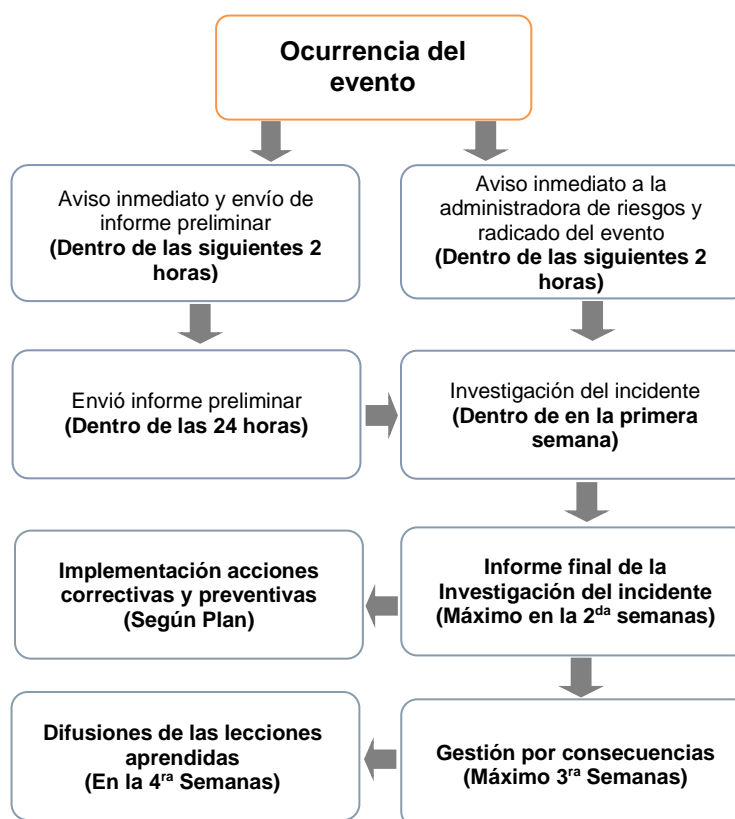 Ocurrencia del
evento
Aviso inmediato y envío de
informe preliminar
(Dentro de las siguientes 2
horas)
Aviso inmediato a la
administradora de riesgos y
radicado del evento
(Dentro de las siguientes 2
horas)
Envió informe preliminar
(Dentro de las 24 horas)
Investigación del incidente
(Dentro de en la primera
semana)
Implementación acciones
correctivas y preventivas
(Según Plan)
Informe final de la
Investigación del incidente
(Máximo en la 2da semanas)
Difusiones de las lecciones
aprendidas
(En la 4ra Semanas)
Gestión por consecuencias
(Máximo 3ra Semanas)